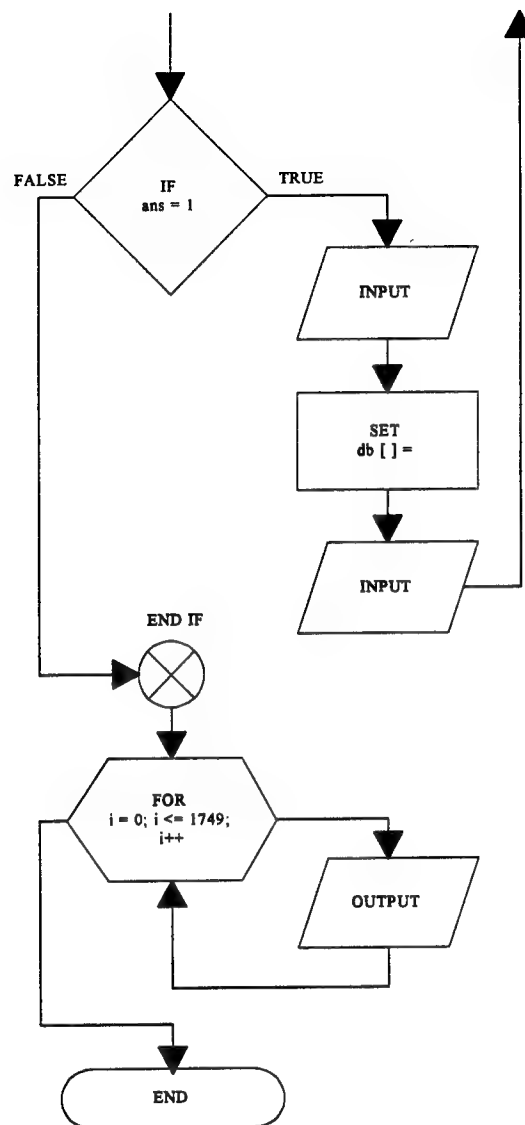 FALSE
IF
ans = 1
TRUE
INPUT
SET
db [ ] =
INPUT
END IF
FOR
i = 0; i <= 1749;
i++
OUTPUT
END